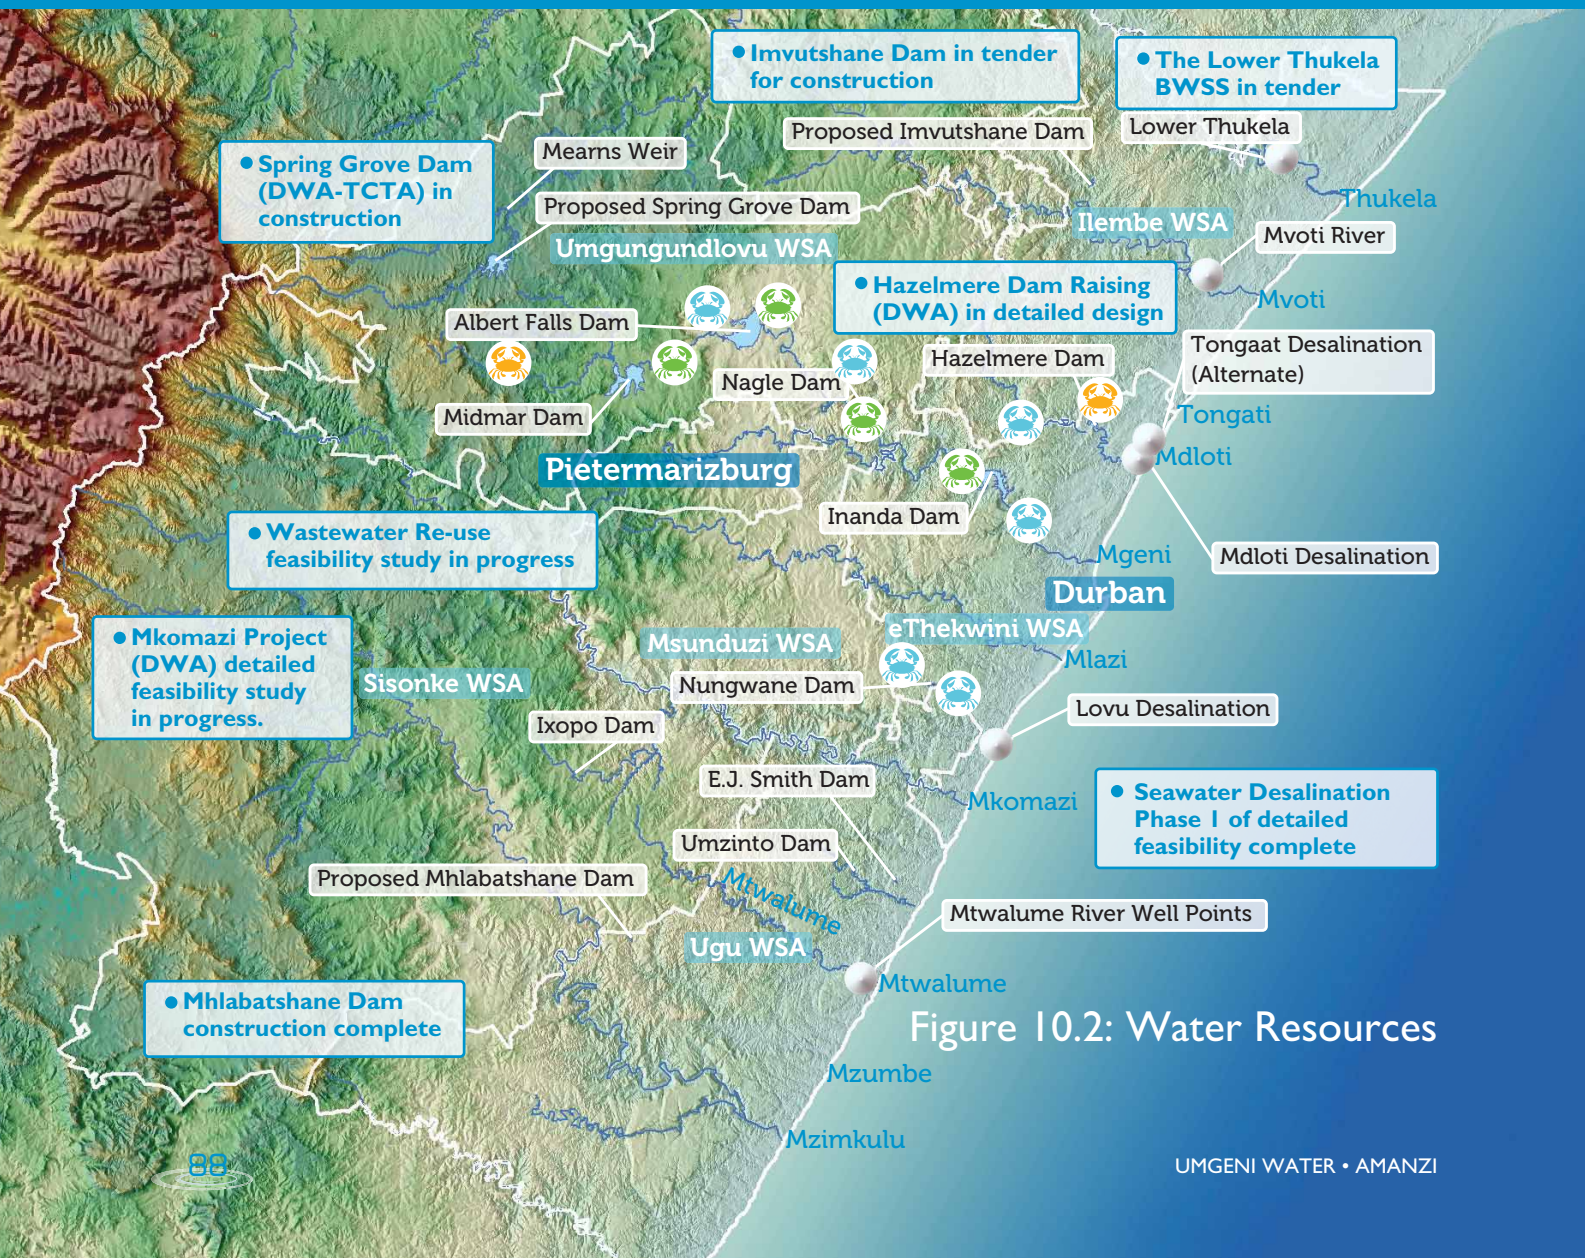 • Imvutshane Dam in tender
for construction
• The Lower Thukela
BWSS in tender
Proposed Imvutshane Dam
Lower Thukela
Mearns Weir
• Spring Grove Dam
(DWA-TCTA) in
construction
Proposed Spring Grove Dam
Thukela
Ilembe WSA
Umgungundlovu WSA
Mvoti River
• Hazelmere Dam Raising
(DWA) in detailed design
Mvoti
Albert Falls Dam
Hazelmere Dam
Tongaat Desalination
(Alternate)
Nagle Dam
Midmar Dam
Tongati
Mdloti
Pietermarizburg
Inanda Dam
• Wastewater Re-use
feasibility study in progress
Mgeni
Mdloti Desalination
Durban
• Mkomazi Project
(DWA) detailed
feasibility study
in progress.
eThekwini WSA
Msunduzi WSA
Mlazi
Sisonke WSA
Nungwane Dam
Lovu Desalination
Ixopo Dam
E.J. Smith Dam
Mkomazi
• Seawater Desalination
Phase 1 of detailed
feasibility complete
Umzinto Dam
Proposed Mhlabatshane Dam
Mtwalume
Mtwalume River Well Points
Ugu WSA
Mtwalume
• Mhlabatshane Dam
construction complete
Figure 10.2: Water Resources
Mzumbe
Mzimkulu
88
UMGENI WATER • AMANZI